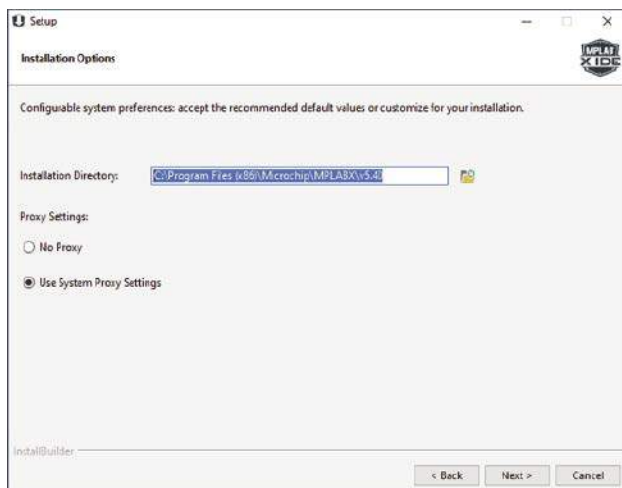 Setup
Installation Options
MPLAB
X IDE
Configurable system preferences: accept the recommended default values or customize for your installation.
Installation Directory: C:\Program Files (x86)\Microchip\MPLABX\v5.40
Proxy Settings:
No Proxy
Use System Proxy Settings
InstallBuilder
< Back Next > Cancel